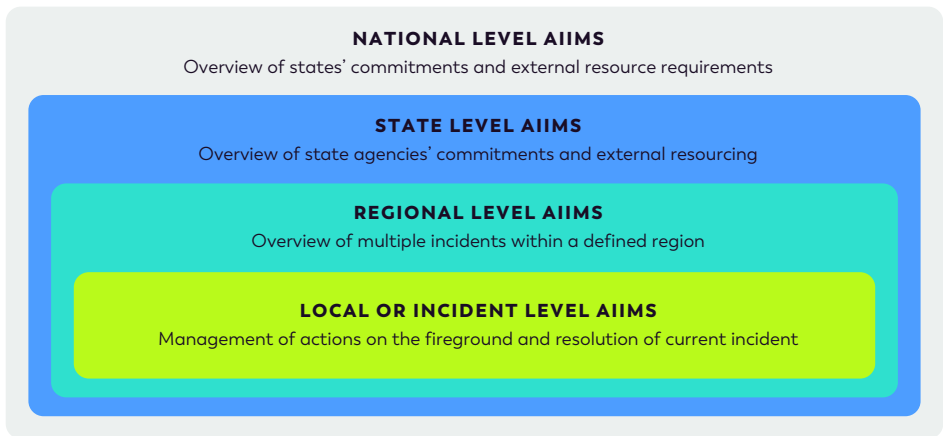 NATIONAL LEVEL AIIMS
Overview of states’ commitments and external resource requirements
STATE LEVEL AIIMS
Overview of state agencies’ commitments and external resourcing
REGIONAL LEVEL AIIMS
Overview of multiple incidents within a defined region
LOCAL OR INCIDENT LEVEL AIIMS
Management of actions on the fireground and resolution of current incident